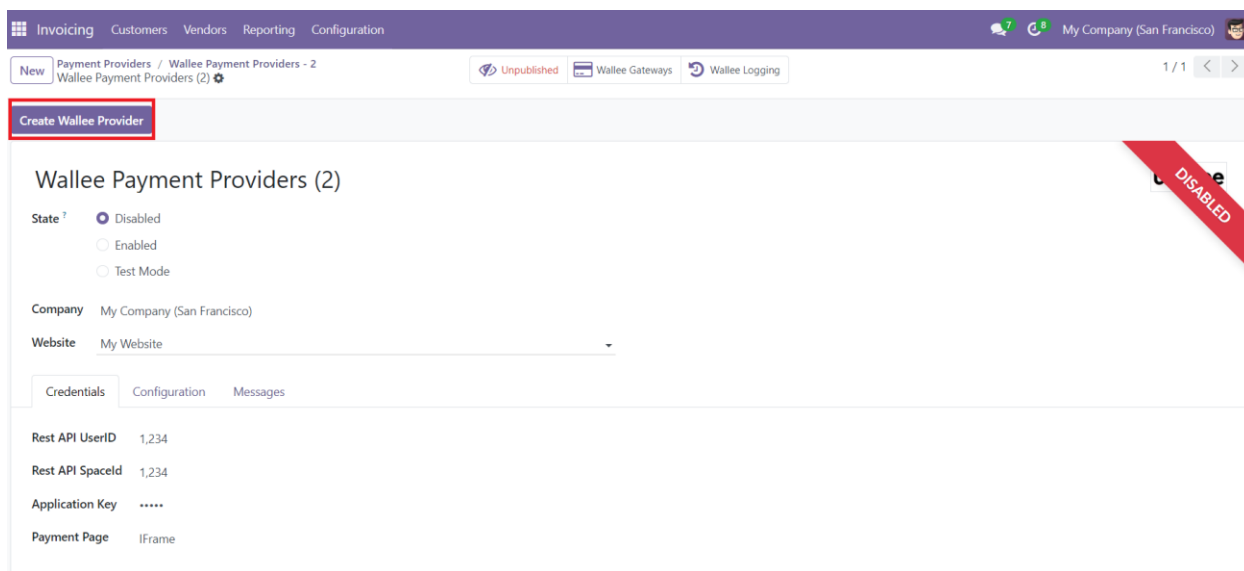 Invoicing Customers Vendors Reporting Configuration 7 8 My Company (San Francisco)
New Payment Providers / Wallee Payment Providers - 2
Wallee Payment Providers (2)
Unpublished Wallee Gateways Wallee Logging 1 / 1
Create Wallee Provider
Wallee Payment Providers (2)
DISABLED
State ? Disabled
Enabled
Test Mode
Company My Company (San Francisco)
Website My Website
Credentials Configuration Messages
Rest API UserID 1,234
Rest API SpaceId 1,234
Application Key •••••
Payment Page IFrame